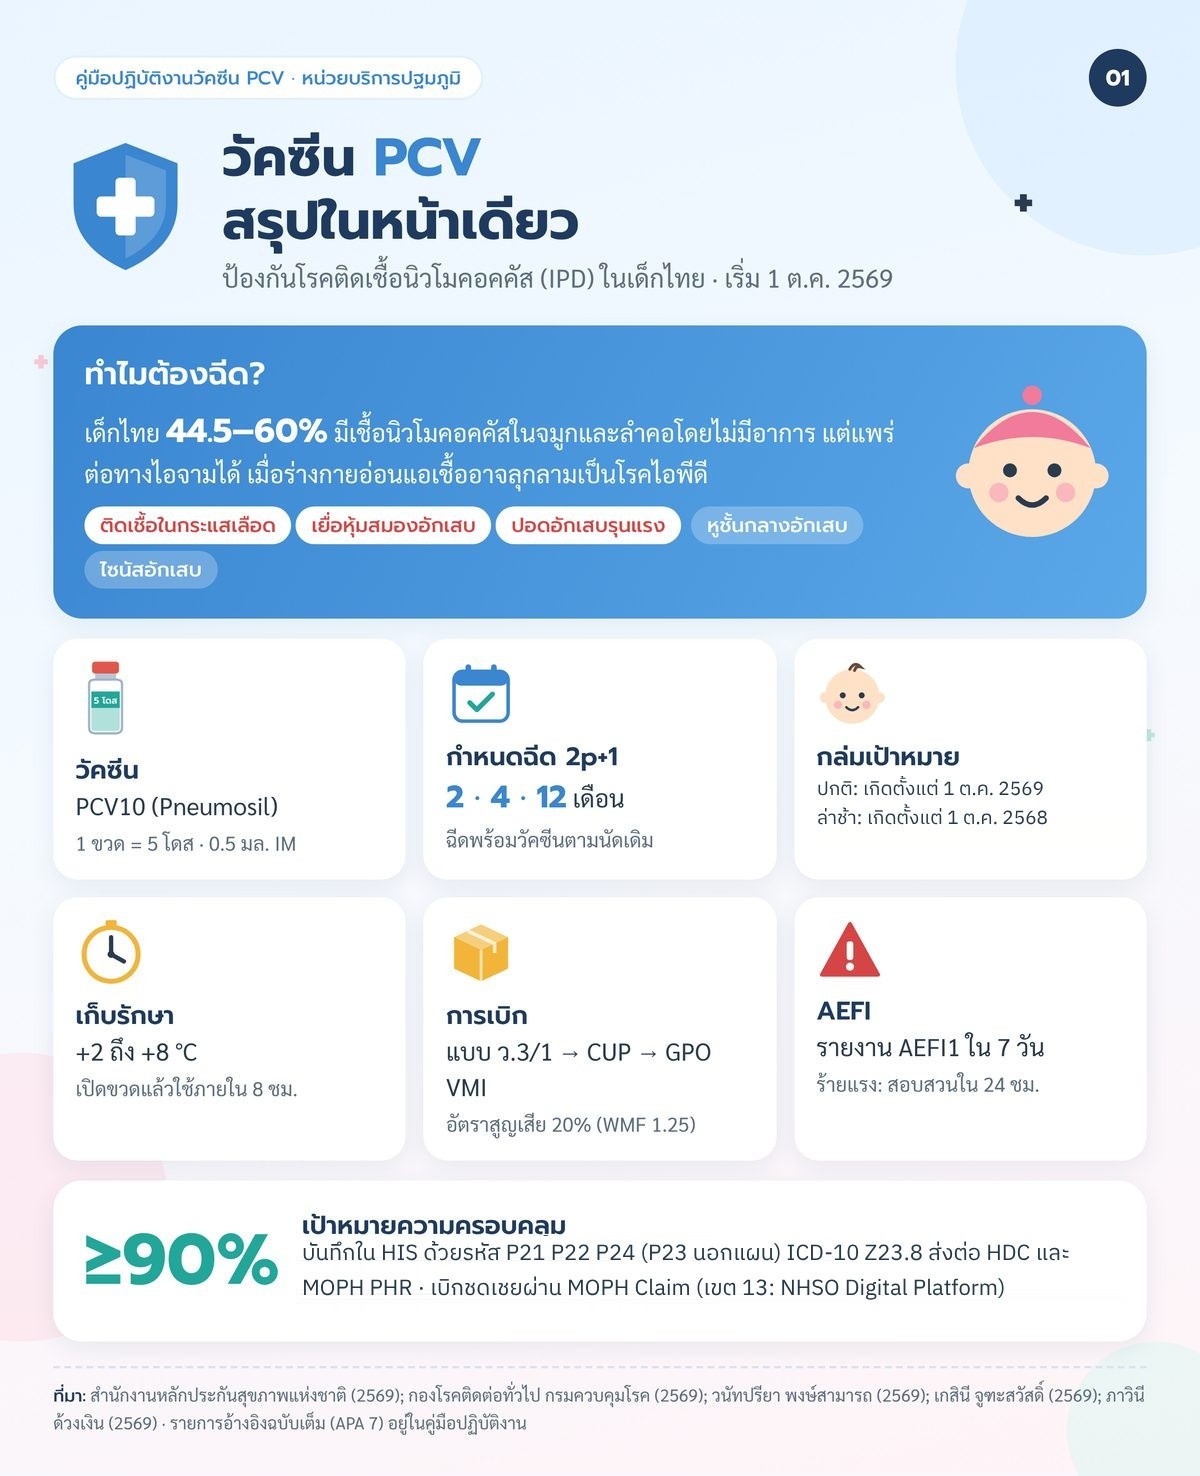 คู่มือปฏิบัติงานวัคซีน PCV · หน่วยบริการปฐมภูมิ
01
วัคซีน PCV
สรุปในหน้าเดียว
ป้องกันโรคติดเชื้อนิวโมคอคคัส (IPD) ในเด็กไทย · เริ่ม 1 ต.ค. 2569
ทำไมต้องฉีด?
เด็กไทย 44.5–60% มีเชื้อนิวโมคอคคัสในจมูกและลำคอโดยไม่มีอาการ แต่แพร่
ต่อทางไอจามได้ เมื่อร่างกายอ่อนแอเชื้ออาจลุกลามเป็นโรคไอพีดี
ติดเชื้อในกระแสเลือด เยื่อหุ้มสมองอักเสบ ปอดอักเสบรุนแรง หูชั้นกลางอักเสบ
ไซนัสอักเสบ
5 โดส
วัคซีน
PCV10 (Pneumosil)
1 ขวด = 5 โดส · 0.5 มล. IM
กำหนดฉีด 2p+1
2 · 4 · 12 เดือน
ฉีดพร้อมวัคซีนตามนัดเดิม
กลุ่มเป้าหมาย
ปกติ: เกิดตั้งแต่ 1 ต.ค. 2569
ล่าช้า: เกิดตั้งแต่ 1 ต.ค. 2568
เก็บรักษา
+2 ถึง +8 °C
เปิดขวดแล้วใช้ภายใน 8 ชม.
การเบิก
แบบ ว.3/1 → CUP → GPO
VMI
อัตราสูญเสีย 20% (WMF 1.25)
AEFI
รายงาน AEFI1 ใน 7 วัน
ร้ายแรง: สอบสวนใน 24 ชม.
≥90%
เป้าหมายความครอบคลุม
บันทึกใน HIS ด้วยรหัส P21 P22 P24 (P23 นอกแผน) ICD-10 Z23.8 ส่งต่อ HDC และ
MOPH PHR · เบิกชดเชยผ่าน MOPH Claim (เขต 13: NHSO Digital Platform)
ที่มา: สำนักงานหลักประกันสุขภาพแห่งชาติ (2569); กองโรคติดต่อทั่วไป กรมควบคุมโรค (2569); วนัทปรียา พงษ์สามารถ (2569); เกสินี จูฑะสวัสดิ์ (2569); ภาวินี
ด้วงเงิน (2569) · รายการอ้างอิงฉบับเต็ม (APA 7) อยู่ในคู่มือปฏิบัติงาน